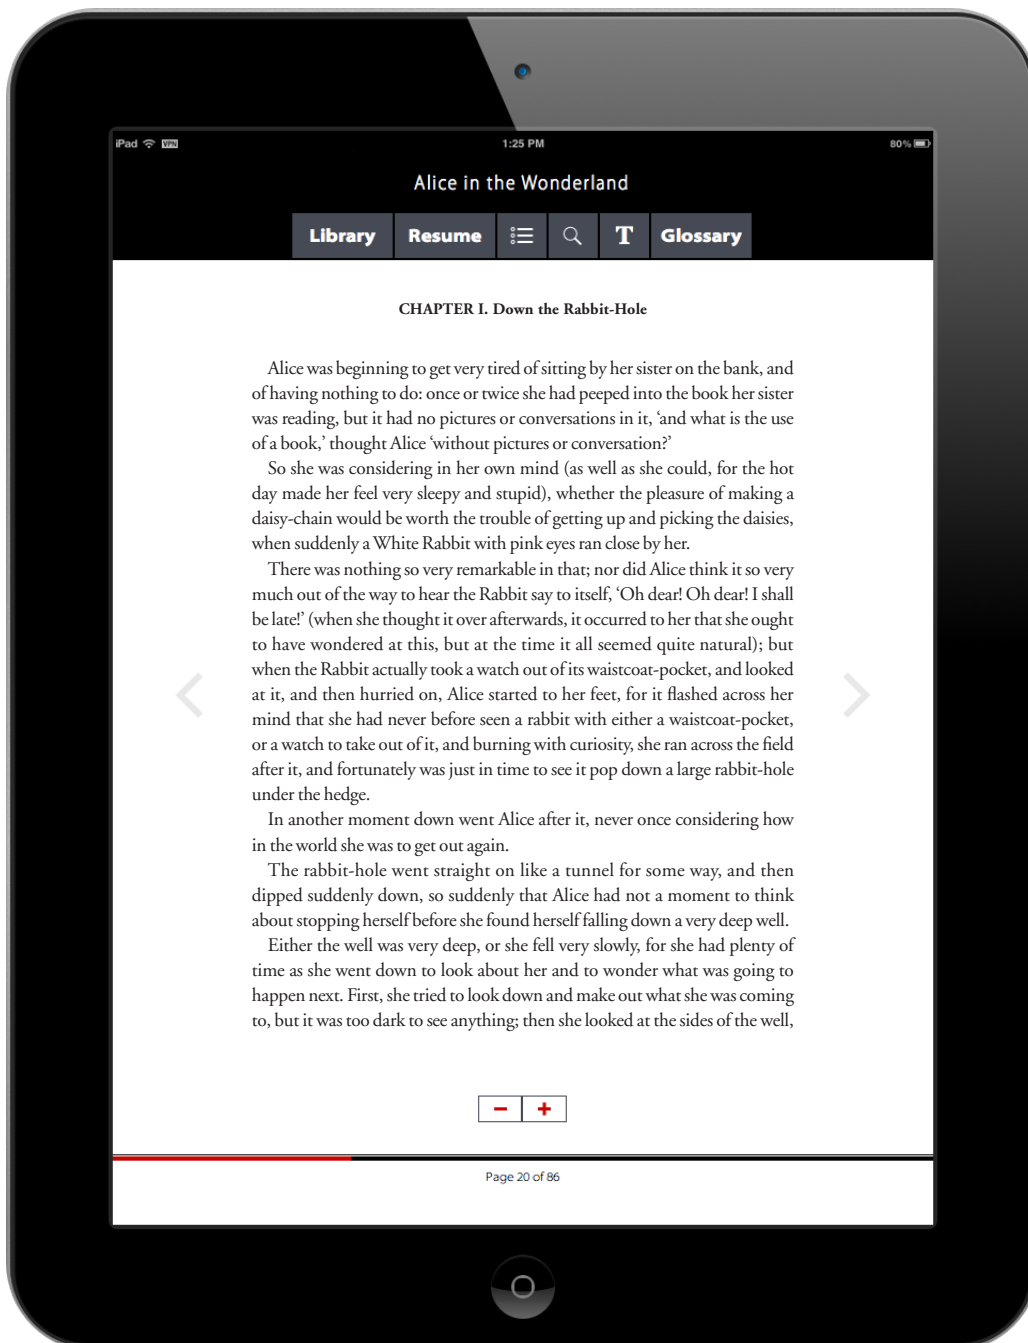 iPad VPN 1:25 PM 80%
Alice in the Wonderland
Library Resume T Glossary
CHAPTER I. Down the Rabbit-Hole
Alice was beginning to get very tired of sitting by her sister on the bank, and
of having nothing to do: once or twice she had peeped into the book her sister
was reading, but it had no pictures or conversations in it, ‘and what is the use
of a book,’ thought Alice ‘without pictures or conversation?’
So she was considering in her own mind (as well as she could, for the hot
day made her feel very sleepy and stupid), whether the pleasure of making a
daisy-chain would be worth the trouble of getting up and picking the daisies,
when suddenly a White Rabbit with pink eyes ran close by her.
There was nothing so very remarkable in that; nor did Alice think it so very
much out of the way to hear the Rabbit say to itself, ‘Oh dear! Oh dear! I shall
be late!’ (when she thought it over afterwards, it occurred to her that she ought
to have wondered at this, but at the time it all seemed quite natural); but
when the Rabbit actually took a watch out of its waistcoat-pocket, and looked
at it, and then hurried on, Alice started to her feet, for it flashed across her
mind that she had never before seen a rabbit with either a waistcoat-pocket,
or a watch to take out of it, and burning with curiosity, she ran across the field
after it, and fortunately was just in time to see it pop down a large rabbit-hole
under the hedge.
In another moment down went Alice after it, never once considering how
in the world she was to get out again.
The rabbit-hole went straight on like a tunnel for some way, and then
dipped suddenly down, so suddenly that Alice had not a moment to think
about stopping herself before she found herself falling down a very deep well.
Either the well was very deep, or she fell very slowly, for she had plenty of
time as she went down to look about her and to wonder what was going to
happen next. First, she tried to look down and make out what she was coming
to, but it was too dark to see anything; then she looked at the sides of the well,
− +
Page 20 of 86